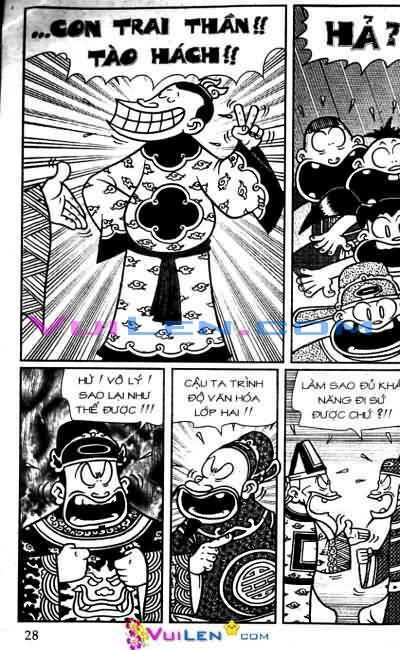 ...CON TRAI THẦN!!
TÀO HÁCH!!
HẢ?
VuiLen.com
HỪ! VÔ LÝ!
SAO LẠI NHƯ
THẾ ĐƯỢC!!!
CẬU TA TRÌNH
ĐỘ VĂN HÓA
LỚP HAI!!
LÀM SAO ĐỦ KHẢ
NĂNG ĐI SỨ
ĐƯỢC CHỨ?!!
28
VuiLen.com